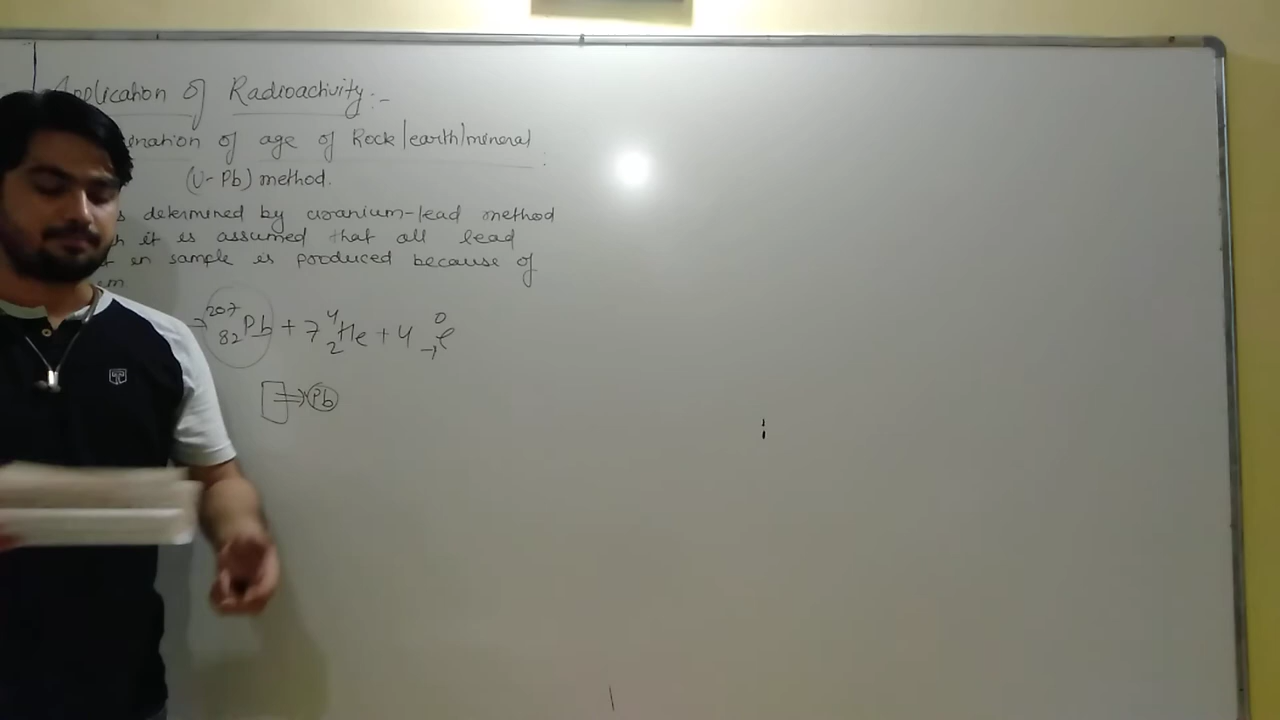 Application of Radioactivity:-
ination of age of Rock/earth/mineral
(U-Pb) method.
s determined by uranium-lead method
h it is assumed that all lead
in sample is produced because of
→ 207 82 Pb + 7 4 2 He + 4 0 -1 e
⇒ Pb